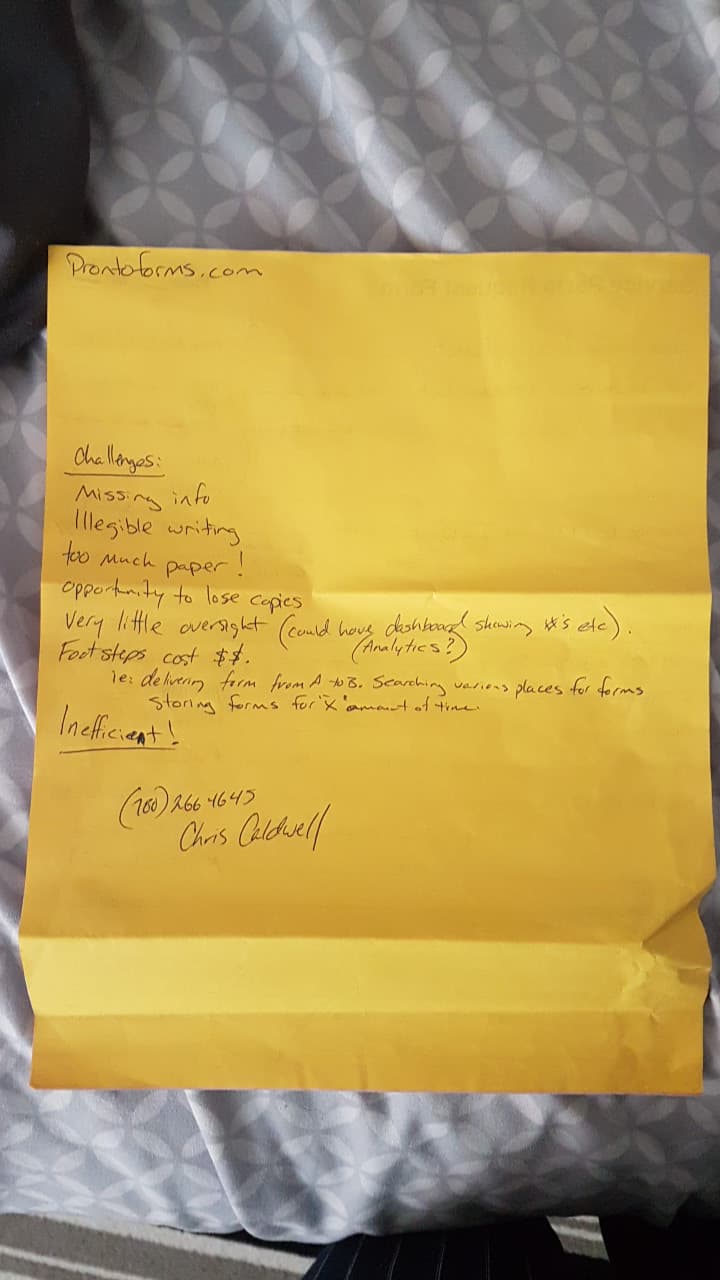 Prontoforms.com
Challenges:
Missing info
Illegible writing
too much paper!
opportunity to lose copies
Very little oversight (could have dashboard showing #'s etc).
(Analytics?)
Footsteps cost $$.
ie: delivering form from A to B. Searching various places for forms
Storing forms for "X" amount of time.
Inefficient!
266 4645
Chris Caldwell